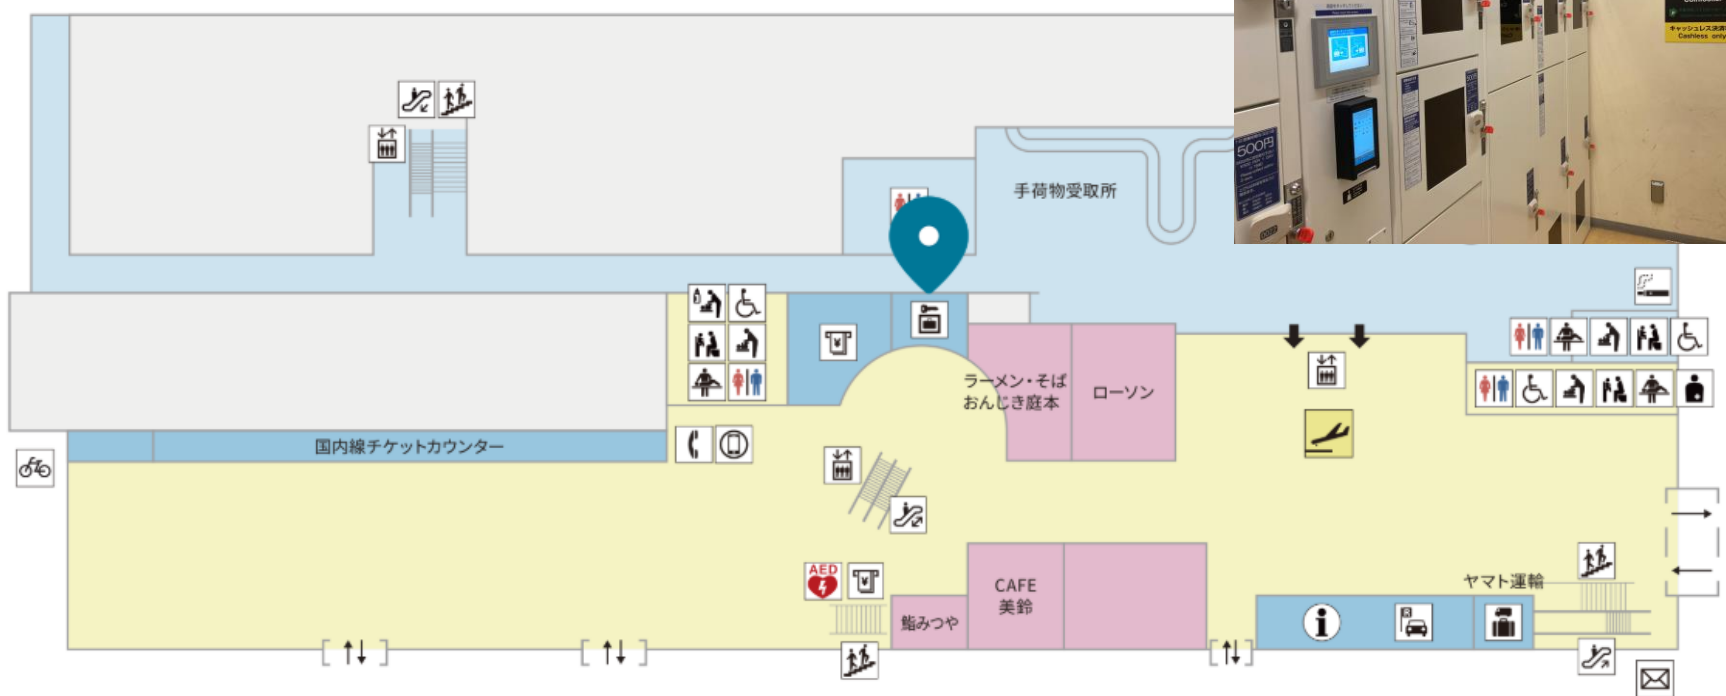 500円
キャッシュレス決済
Cashless only
手荷物受取所
ラーメン・そば
おんじき庭本
ローソン
国内線チケットカウンター
AED
CAFE
美鈴
鮨みつや
ヤマト運輸